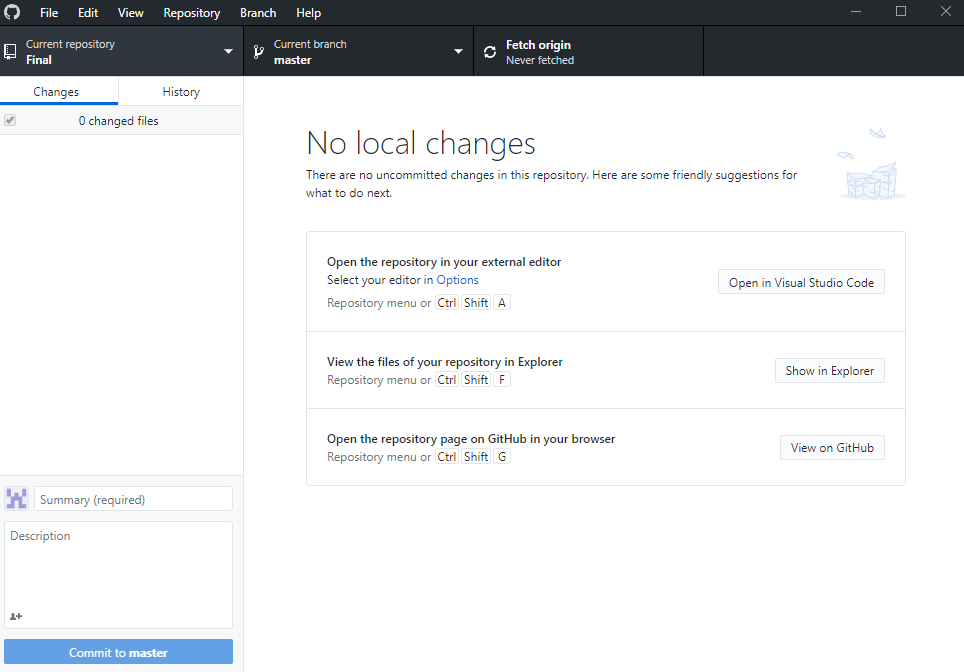 File Edit View Repository Branch Help
Current repository
Final
Current branch
master
Fetch origin
Never fetched
Changes History
0 changed files
No local changes
There are no uncommitted changes in this repository. Here are some friendly suggestions for
what to do next.
Open the repository in your external editor
Select your editor in Options
Repository menu or Ctrl Shift A
Open in Visual Studio Code
View the files of your repository in Explorer
Repository menu or Ctrl Shift F
Show in Explorer
Open the repository page on GitHub in your browser
Repository menu or Ctrl Shift G
View on GitHub
Summary (required)
Description
Commit to master